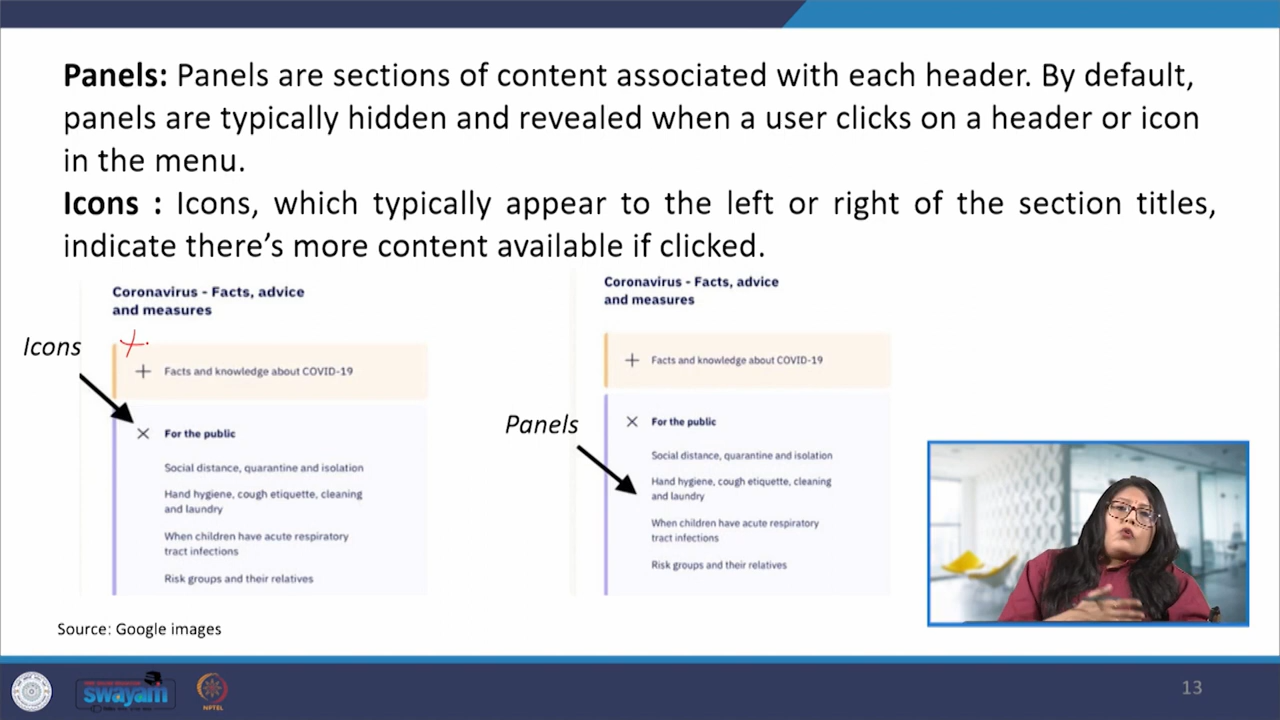 Panels: Panels are sections of content associated with each header. By default,
panels are typically hidden and revealed when a user clicks on a header or icon
in the menu.
Icons : Icons, which typically appear to the left or right of the section titles,
indicate there’s more content available if clicked.
Coronavirus - Facts, advice
and measures
Icons
+ Facts and knowledge about COVID-19
× For the public
Social distance, quarantine and isolation
Hand hygiene, cough etiquette, cleaning
and laundry
When children have acute respiratory
tract infections
Risk groups and their relatives
Coronavirus - Facts, advice
and measures
+ Facts and knowledge about COVID-19
Panels
× For the public
Social distance, quarantine and isolation
Hand hygiene, cough etiquette, cleaning
and laundry
When children have acute respiratory
tract infections
Risk groups and their relatives
Source: Google images
swayam
NPTEL
13